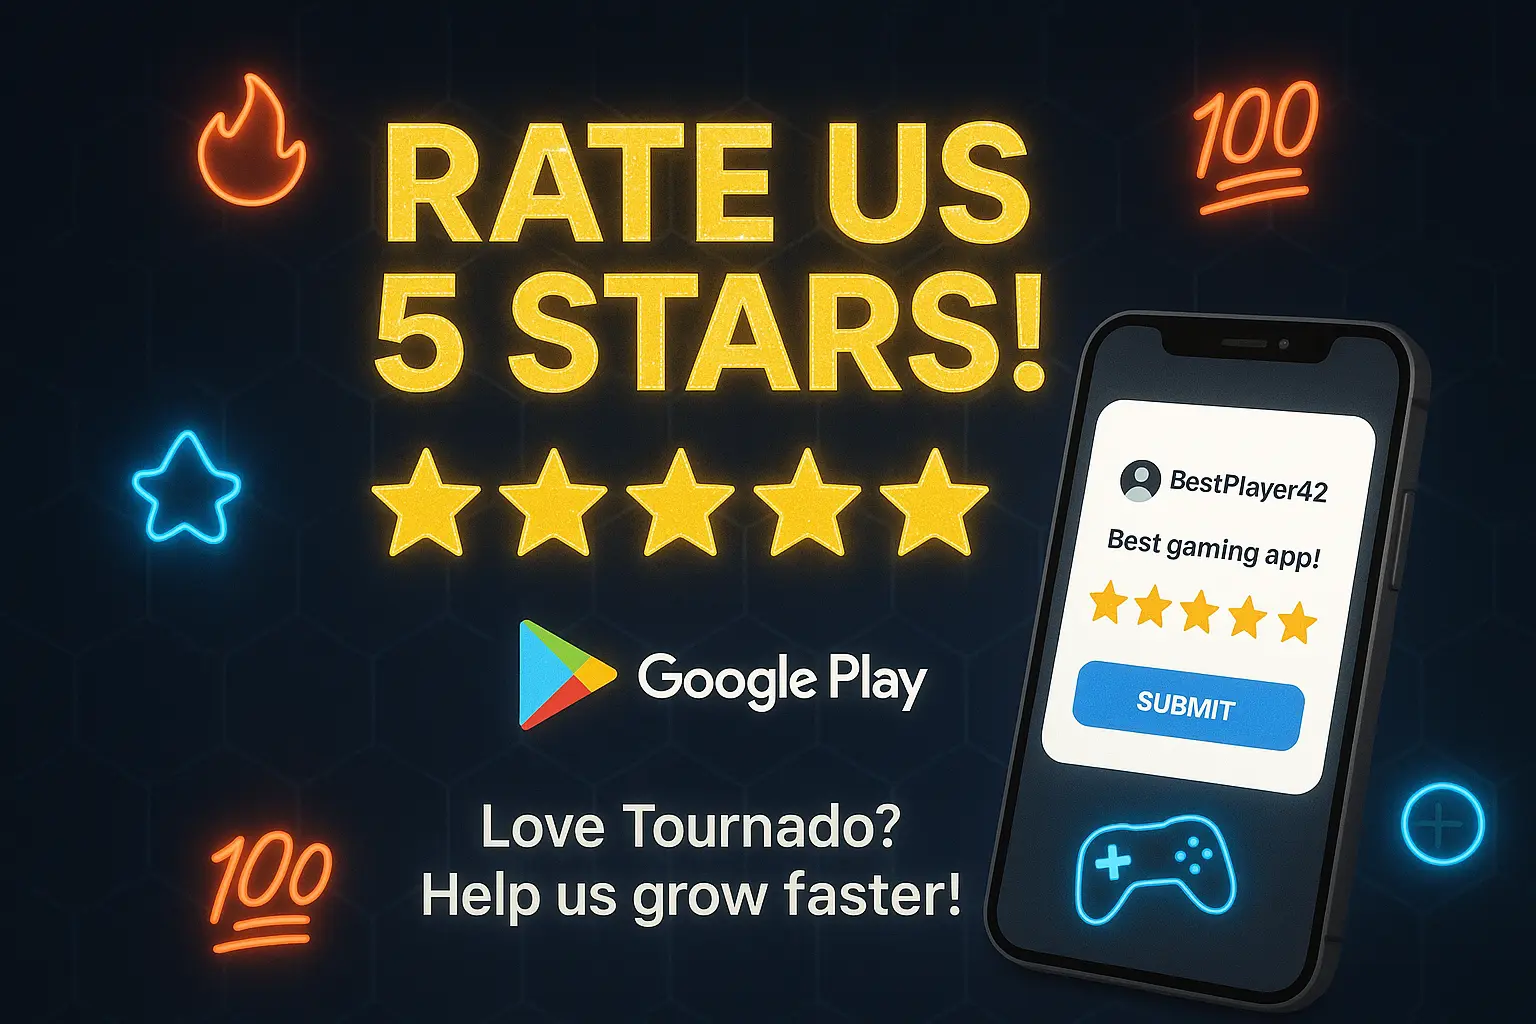 RATE US
5 STARS!
Google Play
Love Tournado?
Help us grow faster!
100
100
BestPlayer42
Best gaming app!
SUBMIT